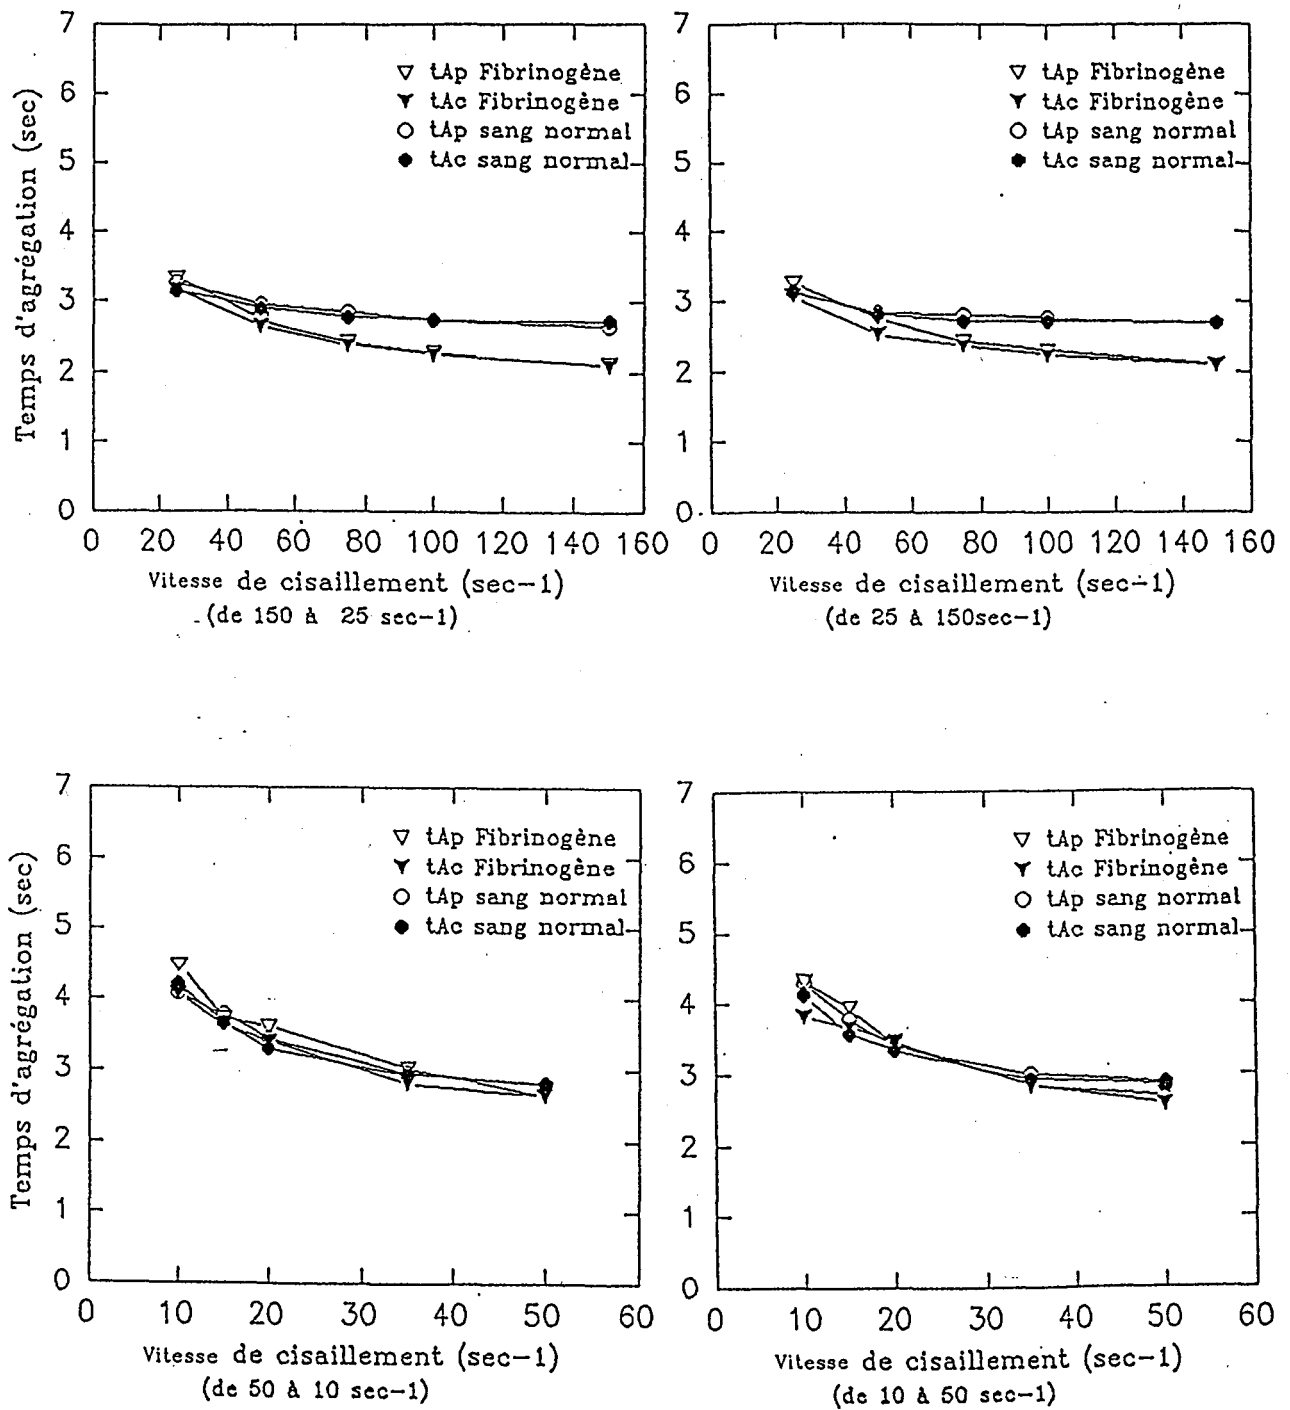 7
6
5
4
3
2
1
0
Temps d'agrégation (sec)
tAp Fibrinogène
tAc Fibrinogène
tAp sang normal
tAc sang normal
0 20 40 60 80 100 120 140 160
Vitesse de cisaillement (sec-1)
(de 150 à 25 sec-1)
7
6
5
4
3
2
1
0
tAp Fibrinogène
tAc Fibrinogène
tAp sang normal
tAc sang normal
0 20 40 60 80 100 120 140 160
Vitesse de cisaillement (sec-1)
(de 25 à 150sec-1)
7
6
5
4
3
2
1
0
Temps d'agrégation (sec)
tAp Fibrinogène
tAc Fibrinogène
tAp sang normal
tAc sang normal
0 10 20 30 40 50 60
Vitesse de cisaillement (sec-1)
(de 50 à 10 sec-1)
7
6
5
4
3
2
1
0
tAp Fibrinogène
tAc Fibrinogène
tAp sang normal
tAc sang normal
0 10 20 30 40 50 60
Vitesse de cisaillement (sec-1)
(de 10 à 50 sec-1)